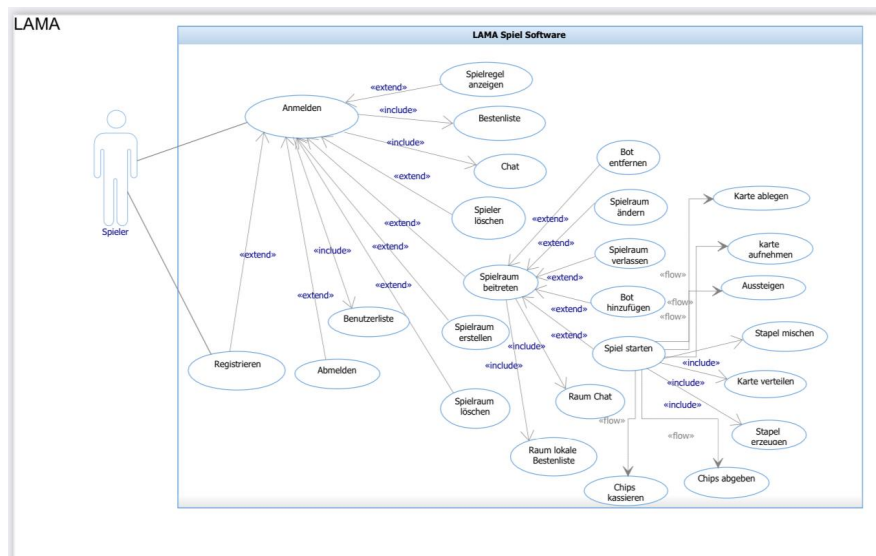 LAMA
LAMA Spiel Software
Spielregel
anzeigen
«extend»
Anmelden
«include»
Bestenliste
«include»
Chat
Bot
entfernen
«extend»
Spieler
löschen
Spielraum
ändern
Karte ablegen
«extend»
«extend»
Spieler
«extend»
«extend»
«include»
«extend»
«extend»
Spielraum
verlassen
«extend»
«flow»
karte
aufnehmen
Spielraum
beitreten
Bot
hinzufügen
«extend»
«flow»
«flow»
Aussteigen
Benutzerliste
Spielraum
erstellen
«extend»
Spiel starten
Stapel mischen
«include»
«include»
«include»
Registrieren
Abmelden
«include»
Karte verteilen
Spielraum
löschen
Raum Chat
«include»
«flow»
«flow»
Stapel
erzeugen
Raum lokale
Bestenliste
Chips
kassieren
Chips abgeben